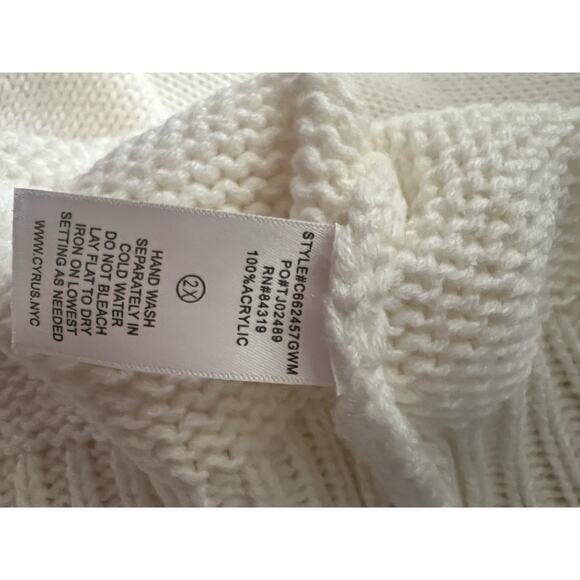 STYLE#C662457GWM
PO#TJ02489
RN#84319
100%ACRYLIC
2X
HAND WASH
SEPARATELY IN
COLD WATER
DO NOT BLEACH
LAY FLAT TO DRY
IRON ON LOWEST
SETTING AS NEEDED
WWW.CYRUS.NYC